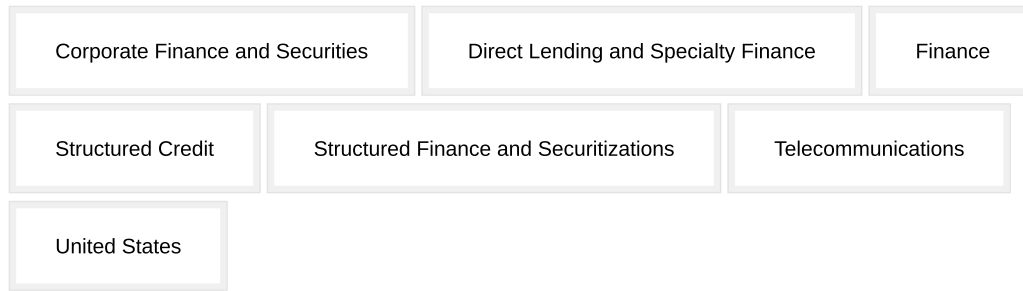 Corporate Finance and Securities Direct Lending and Specialty Finance Finance
Structured Credit Structured Finance and Securitizations Telecommunications
United States